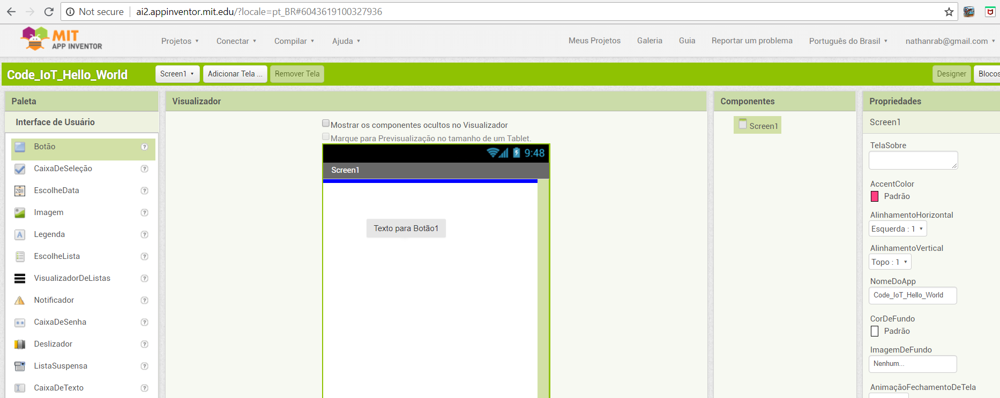 Not secure ai2.appinventor.mit.edu/?locale=pt_BR#6043619100327936
MIT
APP INVENTOR
Projetos Conectar Compilar Ajuda Meus Projetos Galeria Guia Reportar um problema Português do Brasil nathanrab@gmail.com
Code_IoT_Hello_World Screen1 Adicionar Tela ... Remover Tela Designer Blocos
Paleta
Interface de Usuário
Botão ?
CaixaDeSeleção ?
2011 EscolheData ?
Imagem ?
A Legenda ?
EscolheLista ?
VisualizadorDeListas ?
Notificador ?
CaixaDeSenha ?
Deslizador ?
ListaSuspensa ?
CaixaDeTexto ?
Visualizador
Mostrar os componentes ocultos no Visualizador
Marque para Previsualização no tamanho de um Tablet.
9:48
Screen1
Texto para Botão1
Componentes
Screen1
Propriedades
Screen1
TelaSobre
AccentColor
Padrão
AlinhamentoHorizontal
Esquerda : 1
AlinhamentoVertical
Topo : 1
NomeDoApp
Code_IoT_Hello_World
CorDeFundo
Padrão
ImagemDeFundo
Nenhum...
AnimaçãoFechamentoDeTela